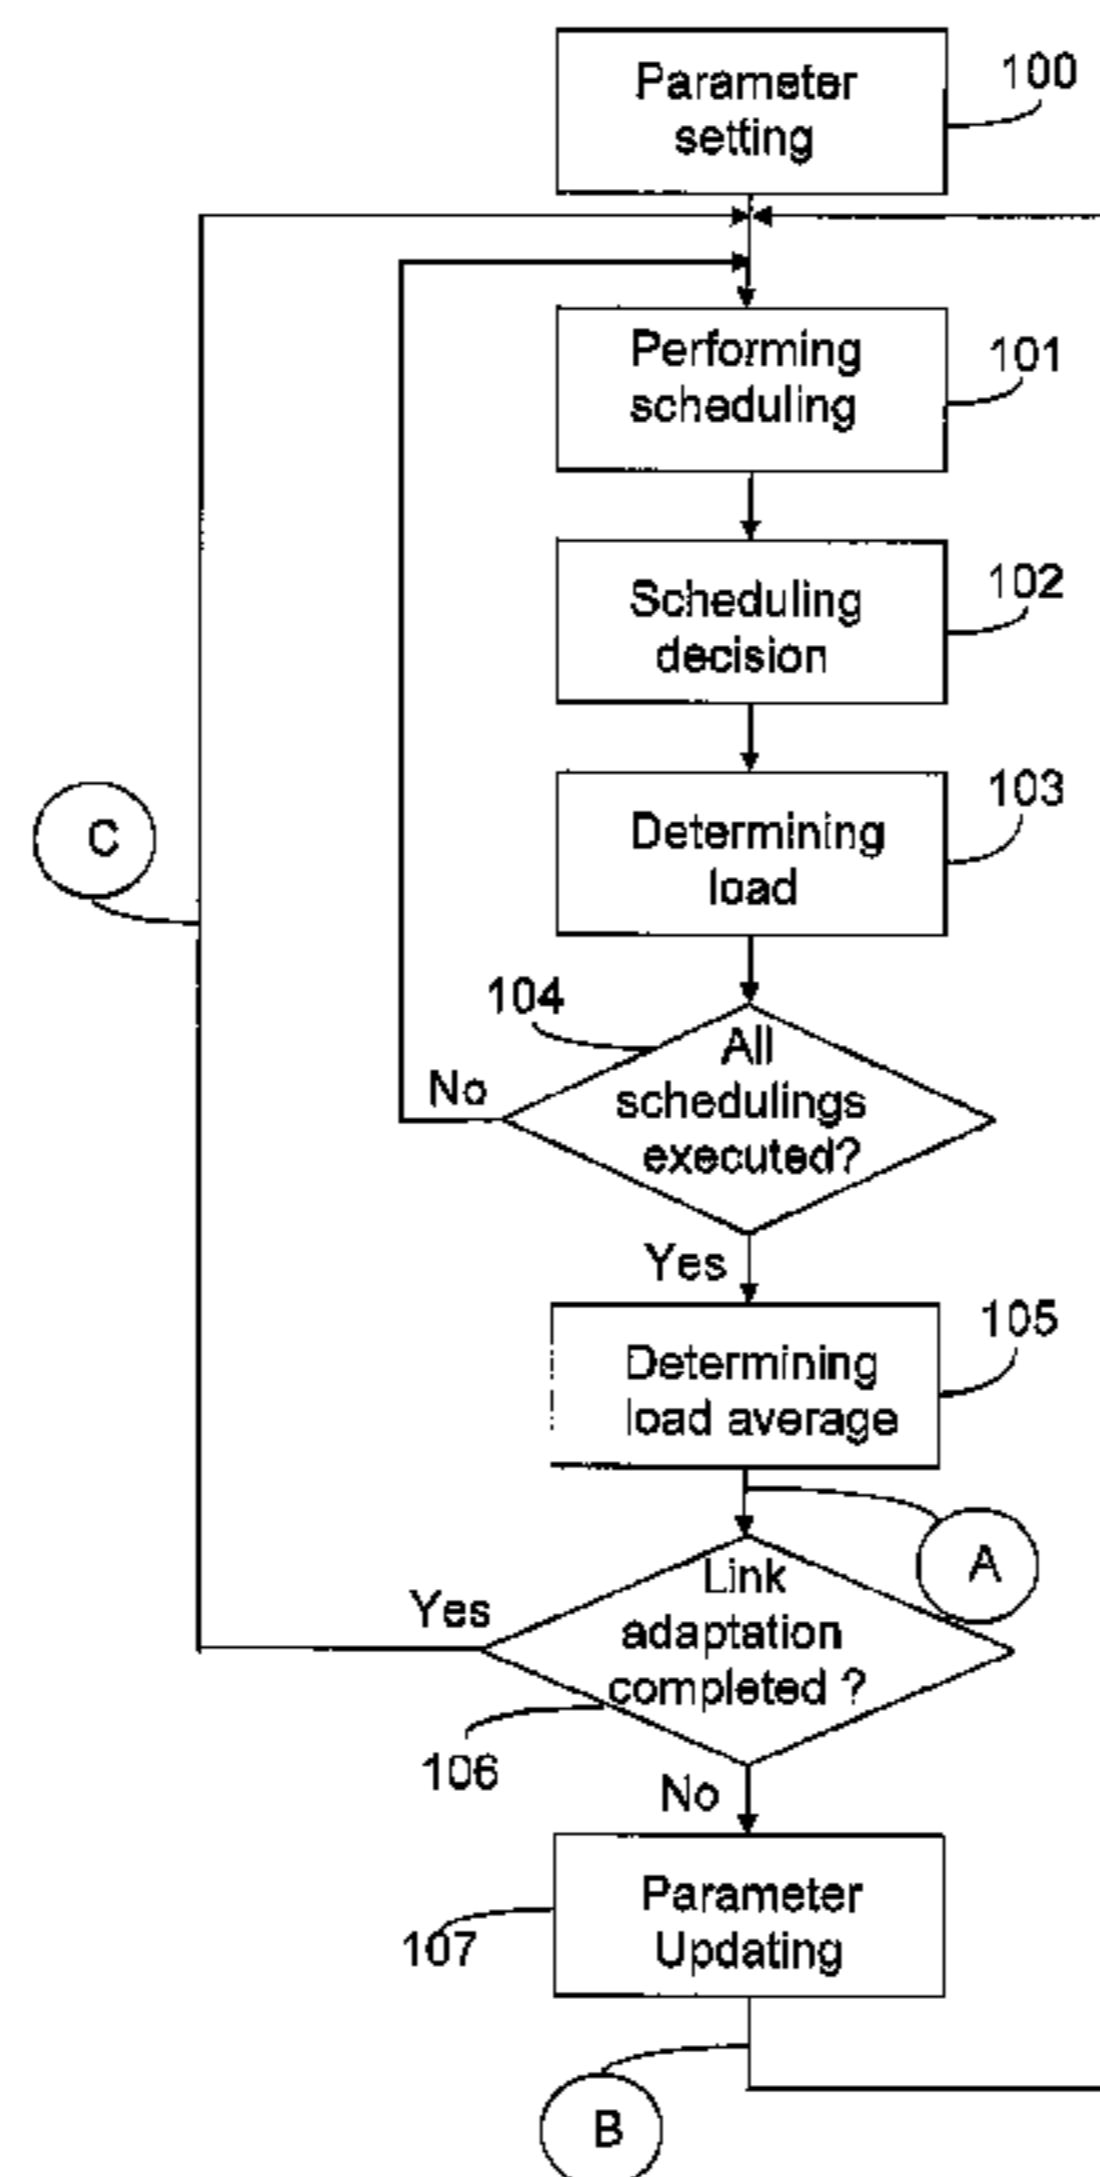 Parameter
setting
100
Performing
scheduling
101
Scheduling
decision
102
Determining
load
103
C
104
All
schedulings
executed?
No
Yes
Determining
load average
105
A
Link
adaptation
completed ?
Yes
106
No
Parameter
Updating
107
B